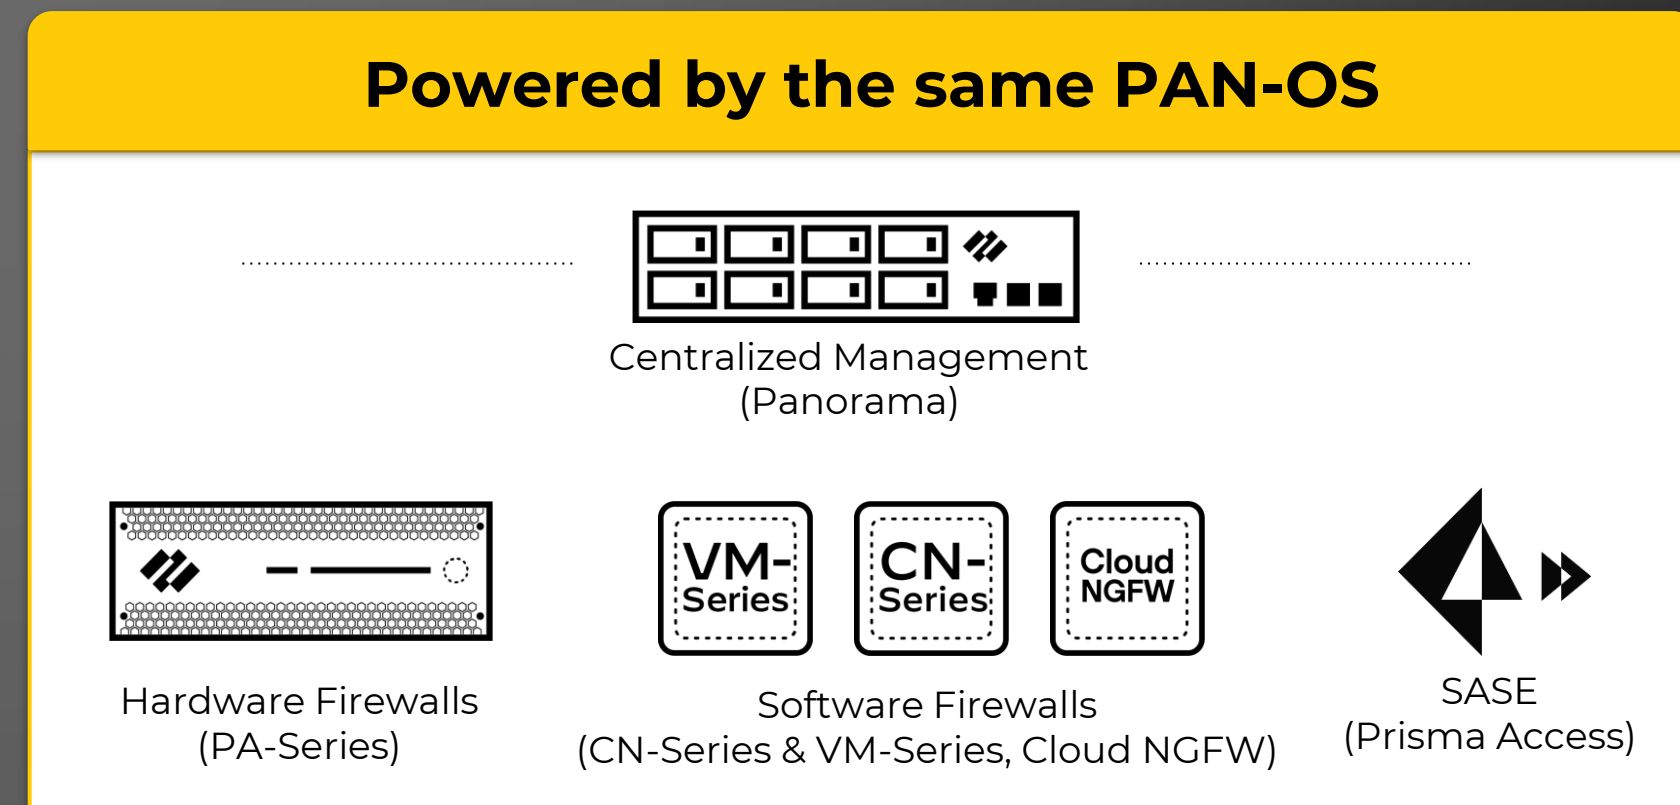 Powered by the same PAN-OS
Centralized Management
(Panorama)
VM-
Series
CN-
Series
Cloud
NGFW
Hardware Firewalls
(PA-Series)
Software Firewalls
(CN-Series & VM-Series, Cloud NGFW)
SASE
(Prisma Access)